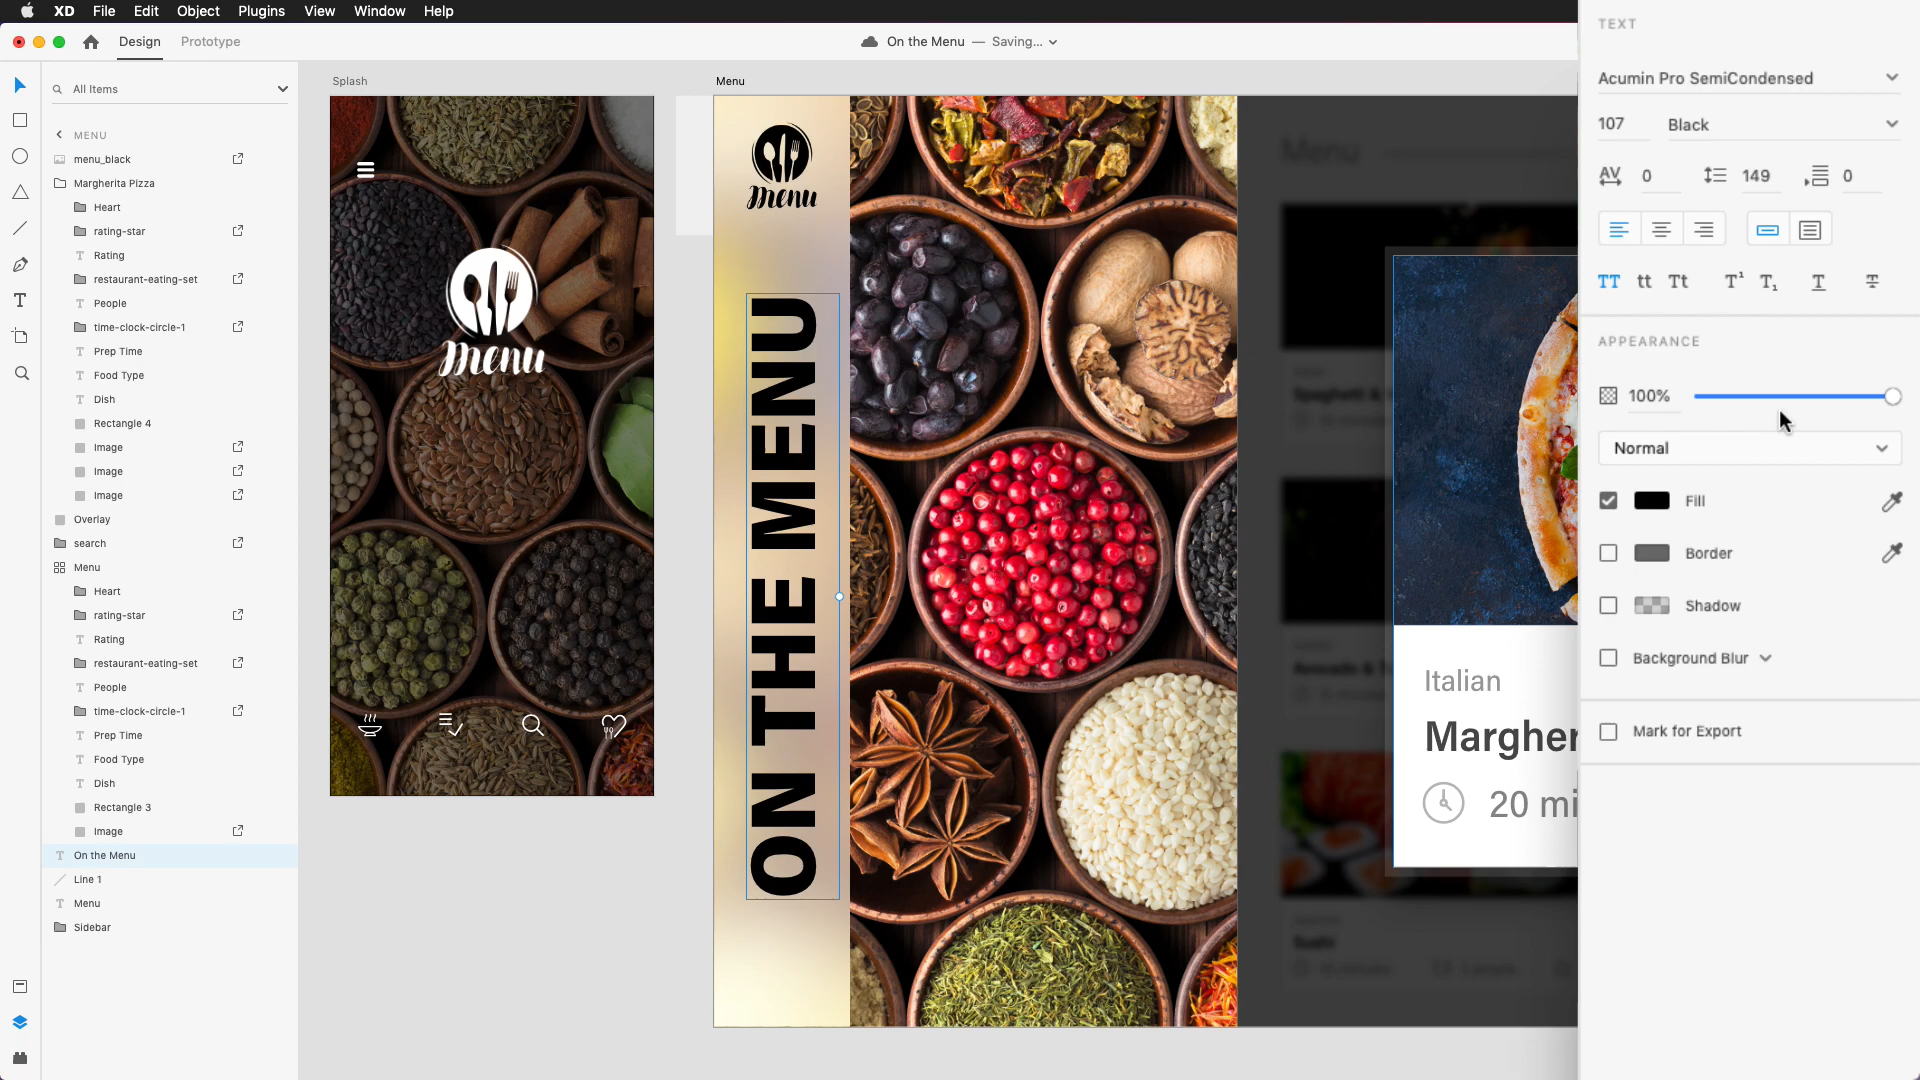 XD File Edit Object Plugins View Window Help
Design Prototype
On the Menu — Saving...
All Items
MENU
menu_black
Margherita Pizza
Heart
rating-star
Rating
restaurant-eating-set
People
time-clock-circle-1
Prep Time
Food Type
Dish
Rectangle 4
Image
Image
Image
Overlay
search
Menu
Heart
rating-star
Rating
restaurant-eating-set
People
time-clock-circle-1
Prep Time
Food Type
Dish
Rectangle 3
Image
On the Menu
Line 1
Menu
Sidebar
Splash
Menu
Menu
Menu
ON THE MENU
Menu
Spaghetti &
Sushi
Italian
Margher
20 mi
TEXT
Acumin Pro SemiCondensed
107 Black
AV 0 149 0
TT tt Tt T1 T, T T
APPEARANCE
100%
Normal
Fill
Border
Shadow
Background Blur
Mark for Export